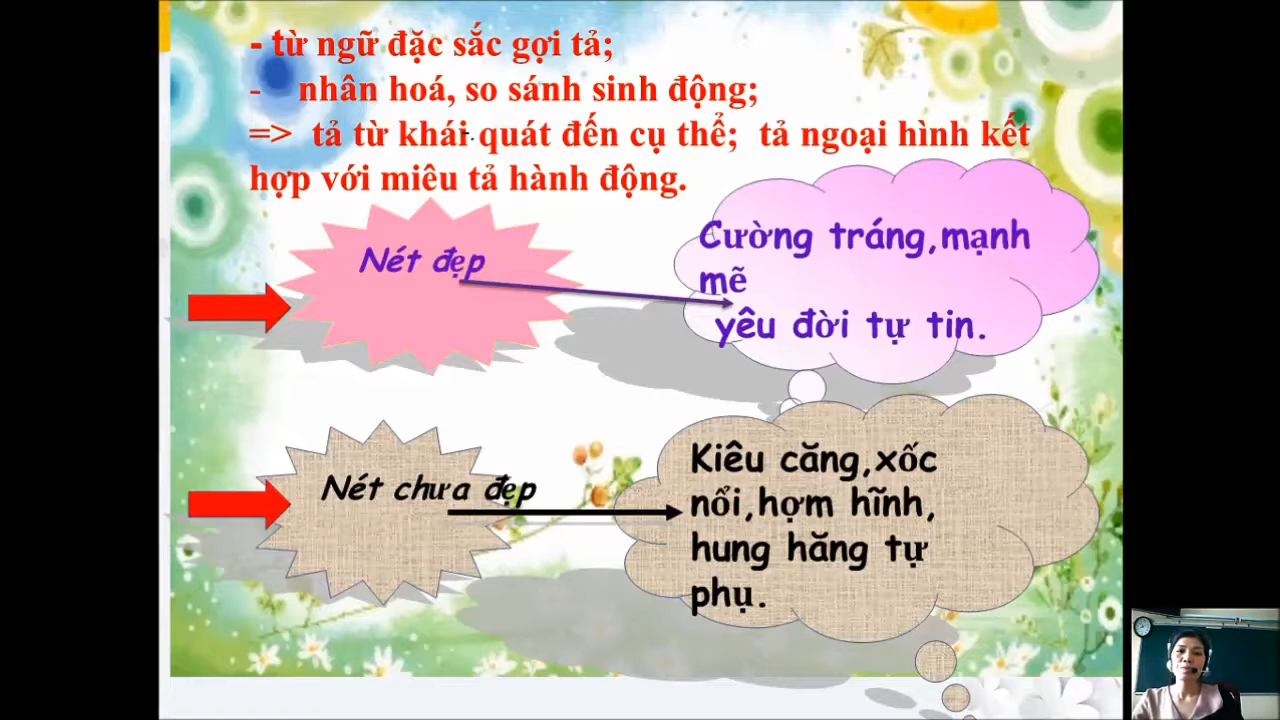 - từ ngữ đặc sắc gợi tả;
- nhân hoá, so sánh sinh động;
=> tả từ khái quát đến cụ thể; tả ngoại hình kết
hợp với miêu tả hành động.
Nét đẹp
Cường tráng,mạnh
mẽ
yêu đời tự tin.
Nét chưa đẹp
Kiêu căng,xốc
nổi,hợm hĩnh,
hung hăng tự
phụ.